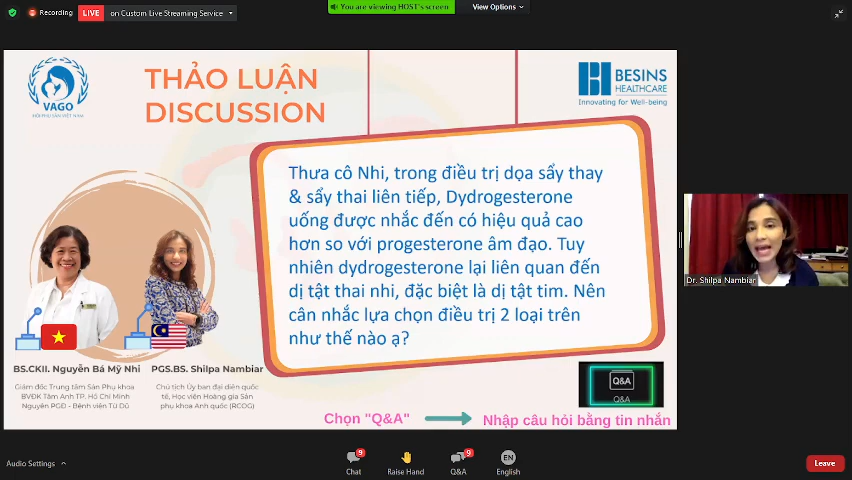 Recording
LIVE
on Custom Live Streaming Service
You are viewing HOST's screen
View Options
VAGO
HỘI PHỤ SẢN VIỆT NAM
THẢO LUẬN
DISCUSSION
BESINS
HEALTHCARE
Innovating for Well-being
Thưa cô Nhi, trong điều trị dọa sẩy thay
& sẩy thai liên tiếp, Dydrogesterone
uống được nhắc đến có hiệu quả cao
hơn so với progesterone âm đạo. Tuy
nhiên dydrogesterone lại liên quan đến
dị tật thai nhi, đặc biệt là dị tật tim. Nên
cân nhắc lựa chọn điều trị 2 loại trên
như thế nào ạ?
Dr. Shilpa Nambiar
BS.CKII. Nguyễn Bá Mỹ Nhi
Giám đốc Trung tâm Sản Phụ khoa
BVĐK Tâm Anh TP. Hồ Chí Minh
Nguyên PGĐ - Bệnh viện Từ Dũ
PGS.BS. Shilpa Nambiar
Chủ tịch Ủy ban đại diện quốc
tế, Học viện Hoàng gia Sản
phụ khoa Anh quốc (RCOG)
Q&A
Q&A
Chọn "Q&A"
Nhập câu hỏi bằng tin nhắn
Audio Settings
9
Chat
Raise Hand
9
Q&A
EN
English
Leave